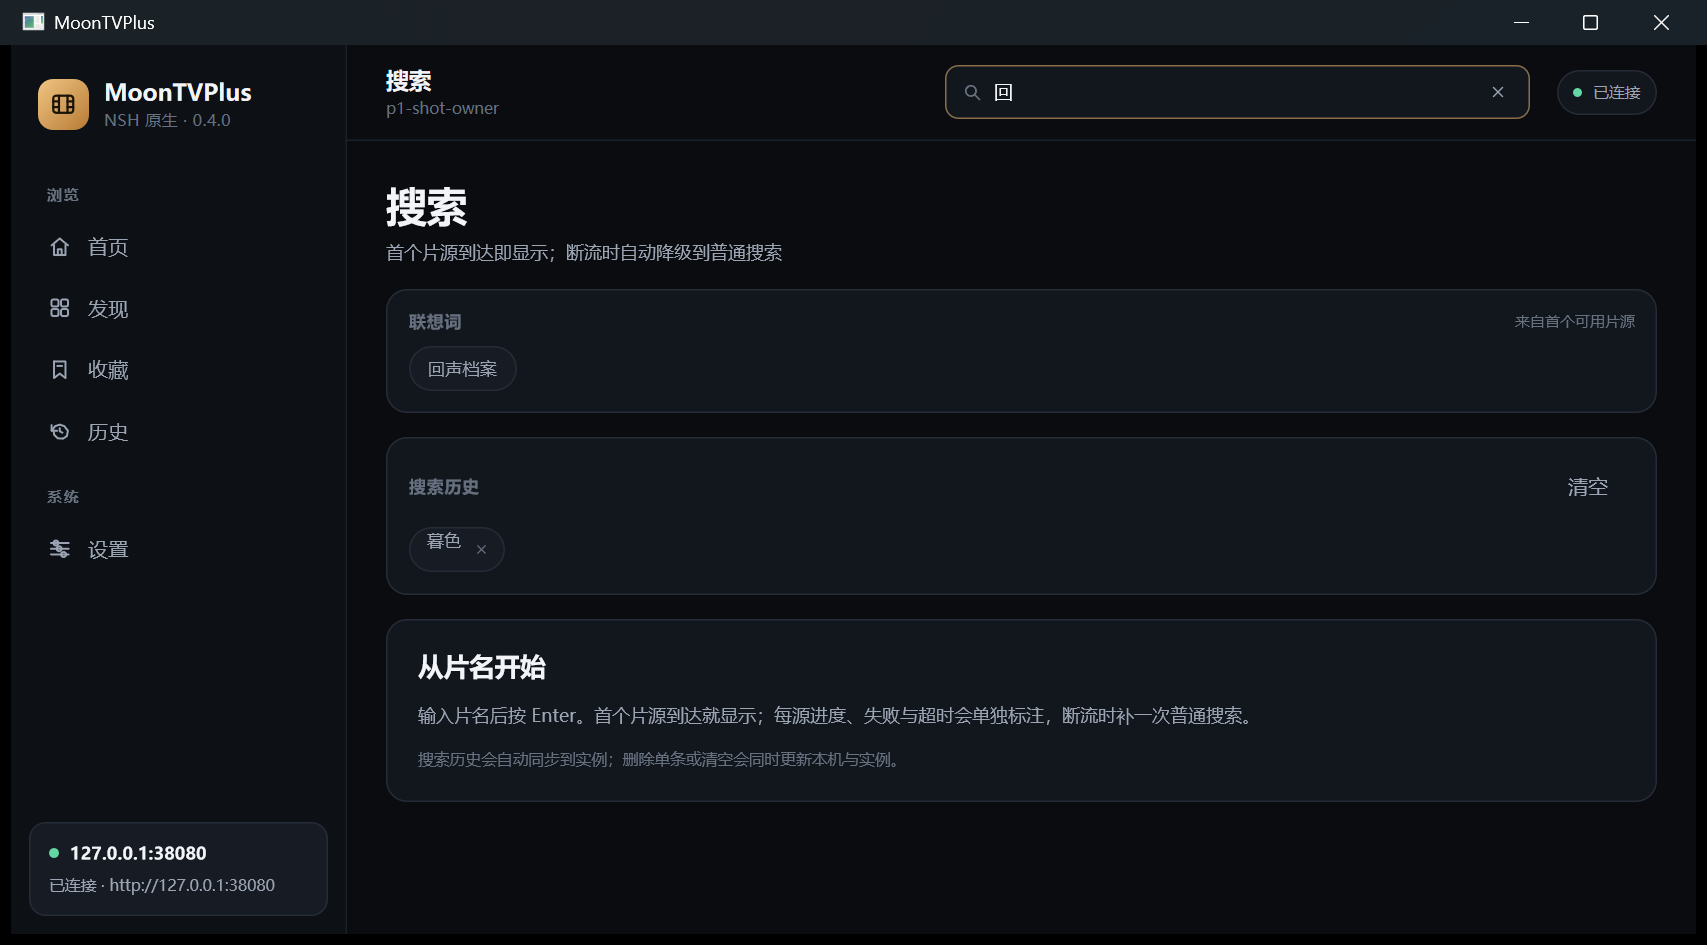 MoonTVPlus
MoonTVPlus
NSH 原生 · 0.4.0
浏览
首页
发现
收藏
历史
系统
设置
127.0.0.1:38080
已连接 · http://127.0.0.1:38080
搜索
p1-shot-owner
回
已连接
搜索
首个片源到达即显示；断流时自动降级到普通搜索
联想词
来自首个可用片源
回声档案
搜索历史
清空
暮色
从片名开始
输入片名后按 Enter。首个片源到达就显示；每源进度、失败与超时会单独标注，断流时补一次普通搜索。
搜索历史会自动同步到实例；删除单条或清空会同时更新本机与实例。